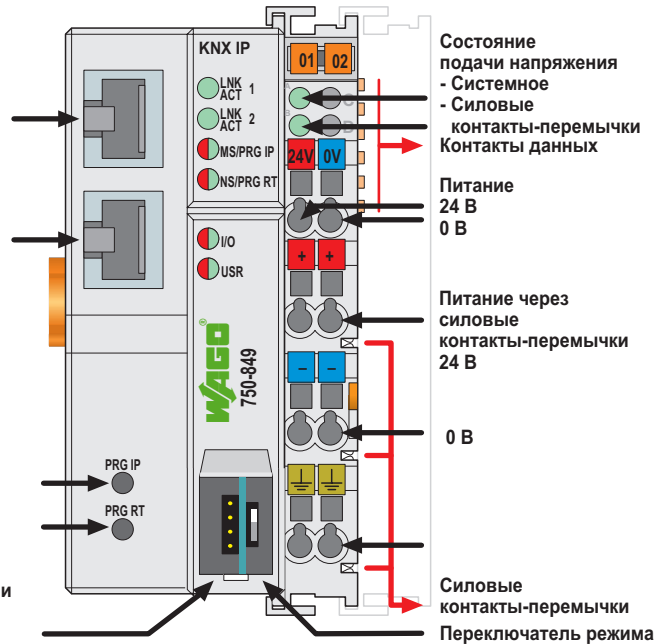 KNX IP
LNK
ACT 1
LNK
ACT 2
MS/PRG IP
NS/PRG RT
I/O
USR
WAGO
750-849
PRG IP
PRG RT
и
01 02
A
C
B
D
24V 0V
+ +
– –
Состояние
подачи напряжения
- Системное
- Силовые
контакты-перемычки
Контакты данных
Питание
24 В
0 В
Питание через
силовые
контакты-перемычки
24 В
0 В
Силовые
контакты-перемычки
Переключатель режима